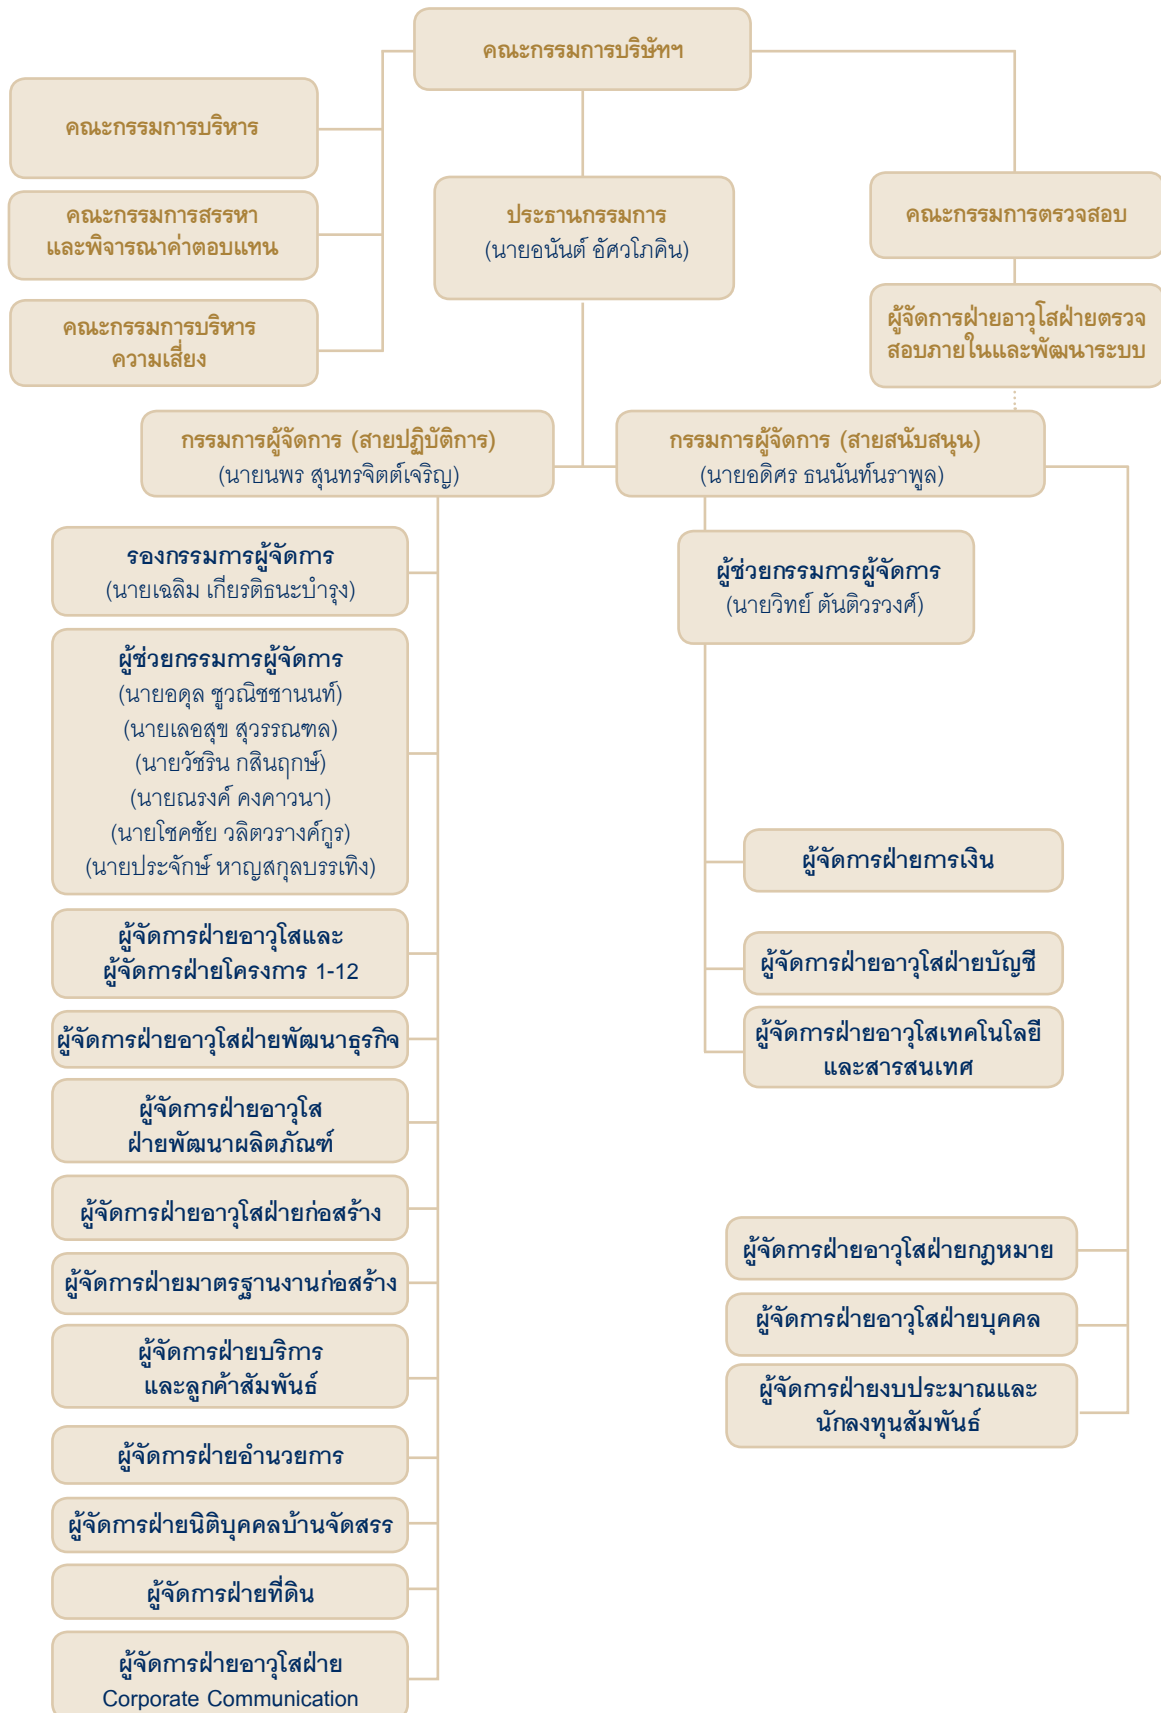 คณะกรรมการบริษัทฯ
คณะกรรมการบริหาร
คณะกรรมการสรรหา
และพิจารณาค่าตอบแทน
คณะกรรมการบริหาร
ความเสี่ยง
ประธานกรรมการ
(นายอนันต์ อัศวโภคิน)
คณะกรรมการตรวจสอบ
ผู้จัดการฝ่ายอาวุโสฝ่ายตรวจ
สอบภายในและพัฒนาระบบ
กรรมการผู้จัดการ (สายปฏิบัติการ)
(นายนพร สุนทรจิตต์เจริญ)
กรรมการผู้จัดการ (สายสนับสนุน)
(นายอดิศร ธนนันท์นราพูล)
รองกรรมการผู้จัดการ
(นายเฉลิม เกียรติธนะบำรุง)
ผู้ช่วยกรรมการผู้จัดการ
(นายอดุล ชูวณิชชานนท์)
(นายเลอสุข สุวรรณฑล)
(นายวัชริน กสินฤกษ์)
(นายณรงค์ คงคาวนา)
(นายโชคชัย วลิตวรางค์กูร)
(นายประจักษ์ หาญสกุลบรรเทิง)
ผู้จัดการฝ่ายอาวุโสและ
ผู้จัดการฝ่ายโครงการ 1-12
ผู้จัดการฝ่ายอาวุโสฝ่ายพัฒนาธุรกิจ
ผู้จัดการฝ่ายอาวุโส
ฝ่ายพัฒนาผลิตภัณฑ์
ผู้จัดการฝ่ายอาวุโสฝ่ายก่อสร้าง
ผู้จัดการฝ่ายมาตรฐานงานก่อสร้าง
ผู้จัดการฝ่ายบริการ
และลูกค้าสัมพันธ์
ผู้จัดการฝ่ายอำนวยการ
ผู้จัดการฝ่ายนิติบุคคลบ้านจัดสรร
ผู้จัดการฝ่ายที่ดิน
ผู้จัดการฝ่ายอาวุโสฝ่าย
Corporate Communication
ผู้ช่วยกรรมการผู้จัดการ
(นายวิทย์ ตันติวรวงศ์)
ผู้จัดการฝ่ายการเงิน
ผู้จัดการฝ่ายอาวุโสฝ่ายบัญชี
ผู้จัดการฝ่ายอาวุโสเทคโนโลยี
และสารสนเทศ
ผู้จัดการฝ่ายอาวุโสฝ่ายกฎหมาย
ผู้จัดการฝ่ายอาวุโสฝ่ายบุคคล
ผู้จัดการฝ่ายงบประมาณและ
นักลงทุนสัมพันธ์